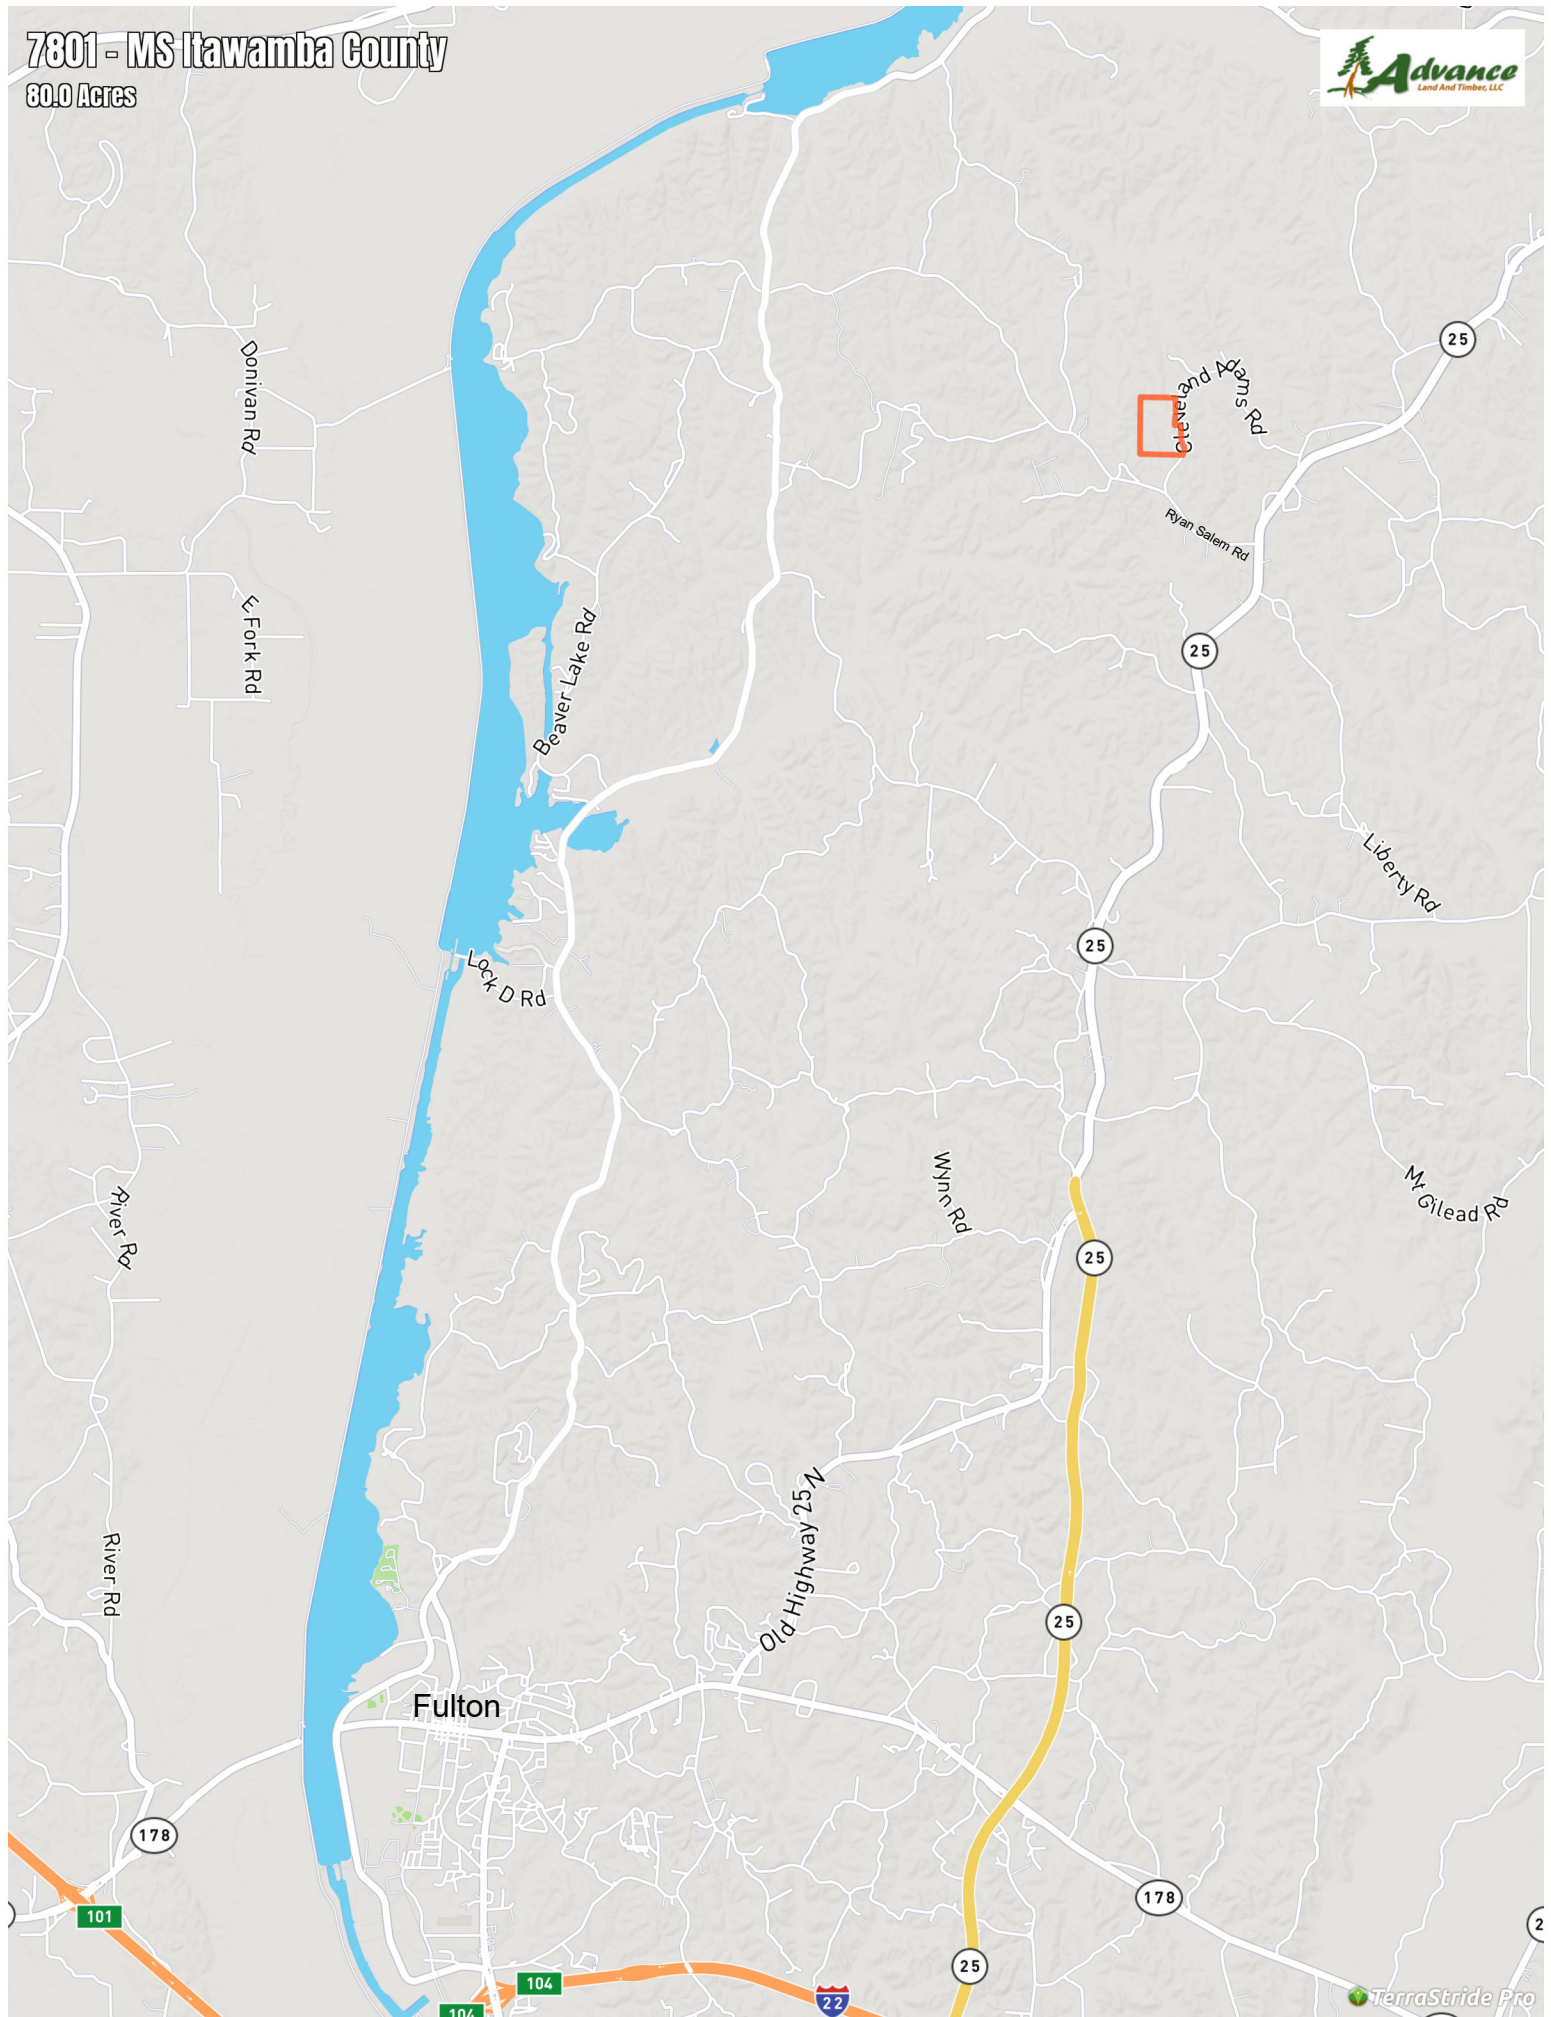 7801 - MS Itawamba County
80.0 Acres
Advance
Land And Timber, LLC
25
Donivan Rd
Cleveland Adams Rd
Ryan Salem Rd
E Fork Rd
Beaver Lake Rd
25
Liberty Rd
25
Lock D Rd
Wynn Rd
Mt Gilead Rd
River Rd
25
Old Highway 25 N
River Rd
25
Fulton
178
178
101
25
104
104
22
TerraStride Pro